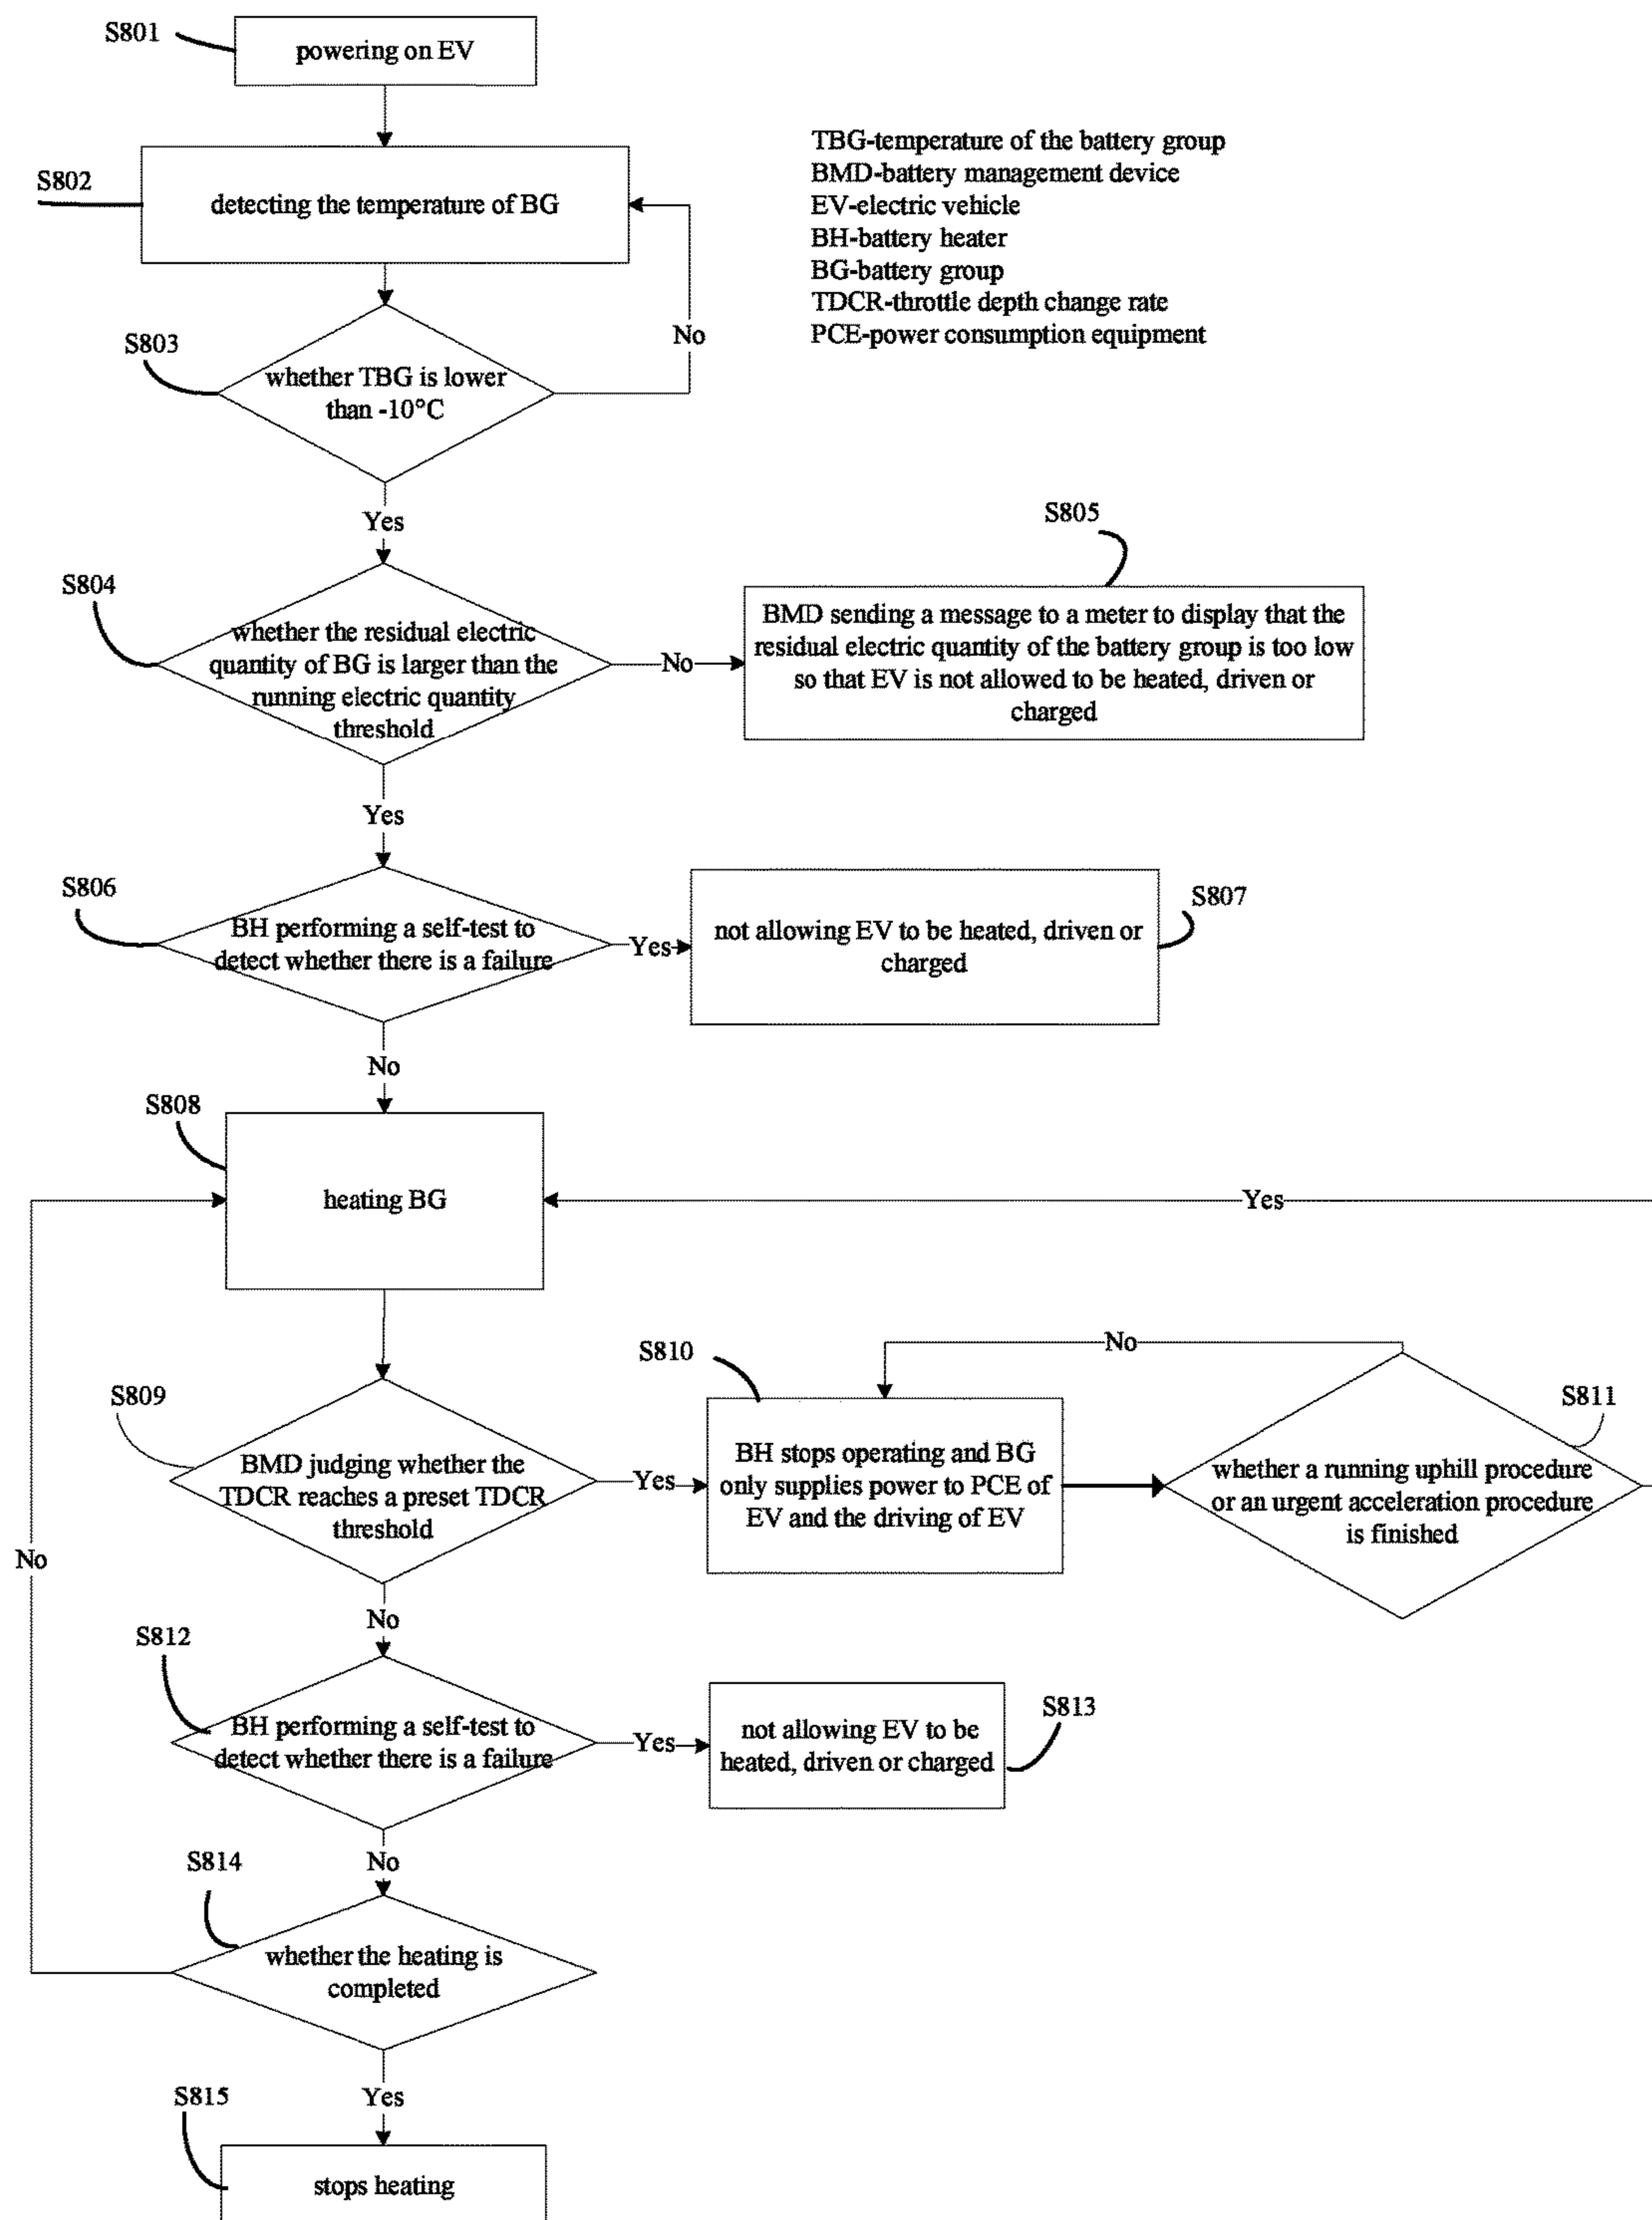 S801
powering on EV
TBG-temperature of the battery group
BMD-battery management device
EV-electric vehicle
BH-battery heater
BG-battery group
TDCR-throttle depth change rate
PCE-power consumption equipment
S802
detecting the temperature of BG
No
S803
whether TBG is lower
than -10°C
Yes
S804
whether the residual electric
quantity of BG is larger than the
running electric quantity
threshold
No
S805
BMD sending a message to a meter to display that the
residual electric quantity of the battery group is too low
so that EV is not allowed to be heated, driven or
charged
Yes
S806
BH performing a self-test to
detect whether there is a failure
Yes
S807
not allowing EV to be heated, driven or
charged
No
S808
heating BG
Yes
S809
BMD judging whether the
TDCR reaches a preset TDCR
threshold
Yes
S810
BH stops operating and BG
only supplies power to PCE of
EV and the driving of EV
No
S811
whether a running uphill procedure
or an urgent acceleration procedure
is finished
No
No
S812
BH performing a self-test to
detect whether there is a failure
Yes
S813
not allowing EV to be
heated, driven or charged
No
S814
whether the heating is
completed
Yes
S815
stops heating